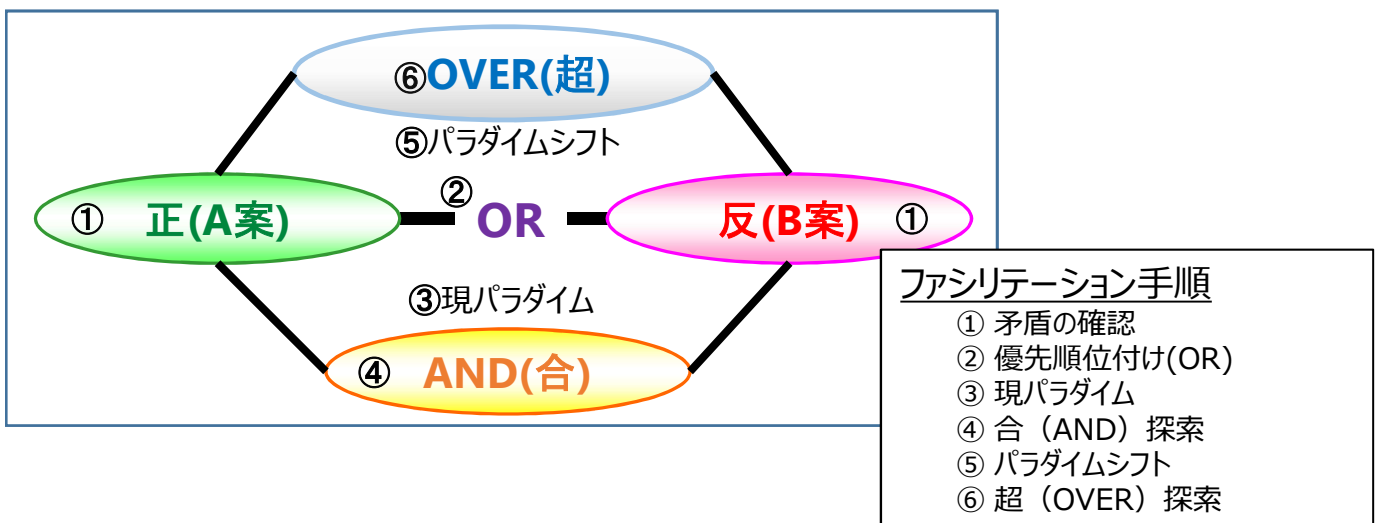 ⑥OVER(超)
⑤パラダイムシフト
① 正(A案)
② OR
反(B案) ①
③現パラダイム
④ AND(合)
ファシリテーション手順
① 矛盾の確認
② 優先順位付け(OR)
③ 現パラダイム
④ 合（AND）探索
⑤ パラダイムシフト
⑥ 超（OVER）探索